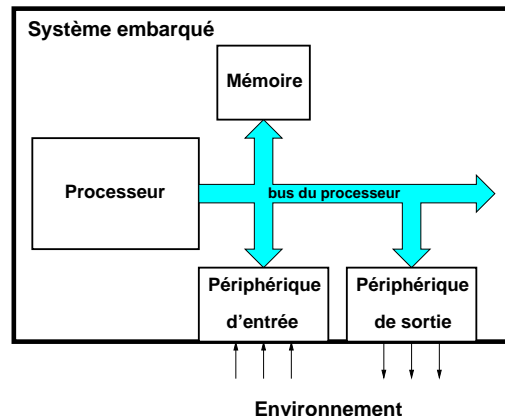 Système embarqué
Mémoire
Processeur
bus du processeur
Périphérique
d'entrée
Périphérique
de sortie
Environnement